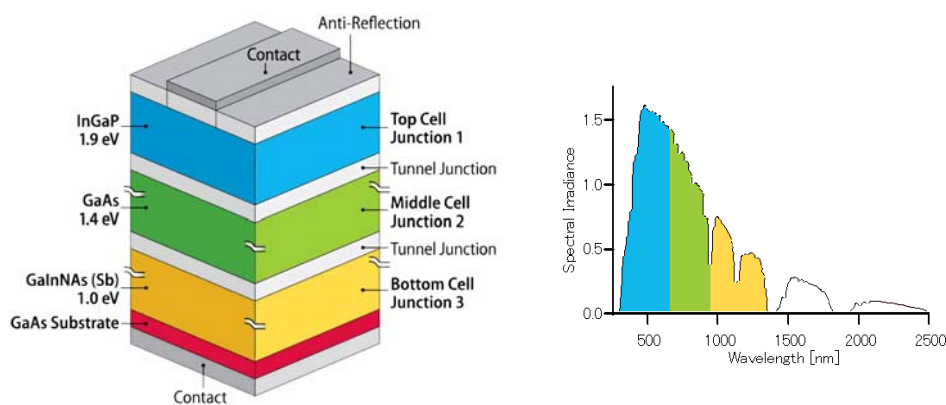 Anti-Reflection
Contact
InGaP
1.9 eV
Top Cell
Junction 1
Tunnel Junction
GaAs
1.4 eV
Middle Cell
Junction 2
Tunnel Junction
GaInNAs (Sb)
1.0 eV
Bottom Cell
Junction 3
GaAs Substrate
Contact
Spectral Irradiance
1.5
1.0
0.5
0.0
500 1000 1500 2000 2500
Wavelength [nm]